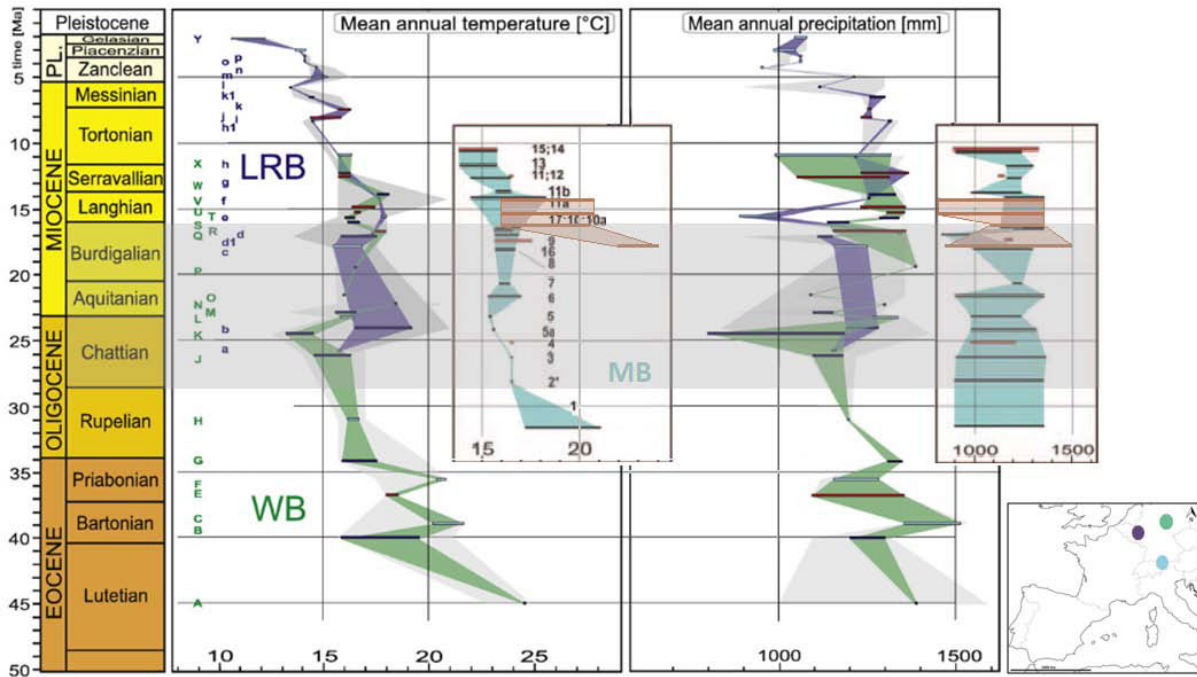 time [Ma]
Pleistocene
PL.
Gelasian
Piacenzian
Zanclean
MIOCENE
Messinian
Tortonian
Serravallian
Langhian
Burdigalian
Aquitanian
OLIGOCENE
Chattian
Rupelian
EOCENE
Priabonian
Bartonian
Lutetian
5
10
15
20
25
30
35
40
45
50
Mean annual temperature [°C]
Y
p
o
n
m
l
k1
k
j
i
h1
X
h
W
g
V
f
U
T
e
S
R
d
Q
d1
c
P
O
N
M
L
b
K
a
J
H
G
F
E
C
B
A
LRB
WB
10
15
20
25
15;14
13
11;12
11b
11a
9
16
8
7
6
5
5a
4
3
2'
1
MB
15
20
Mean annual precipitation [mm]
1000
1500
1000
1500